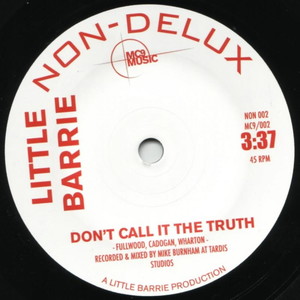 NON-DELUX
MC9
MUSIC
LITTLE
BARRIE
NON 002
MC9/002
3:37
45 RPM
DON'T CALL IT THE TRUTH
- FULLWOOD, CADOGAN, WHARTON -
RECORDED & MIXED BY MIKE BURNHAM AT TARDIS
STUDIOS
A LITTLE BARRIE PRODUCTION